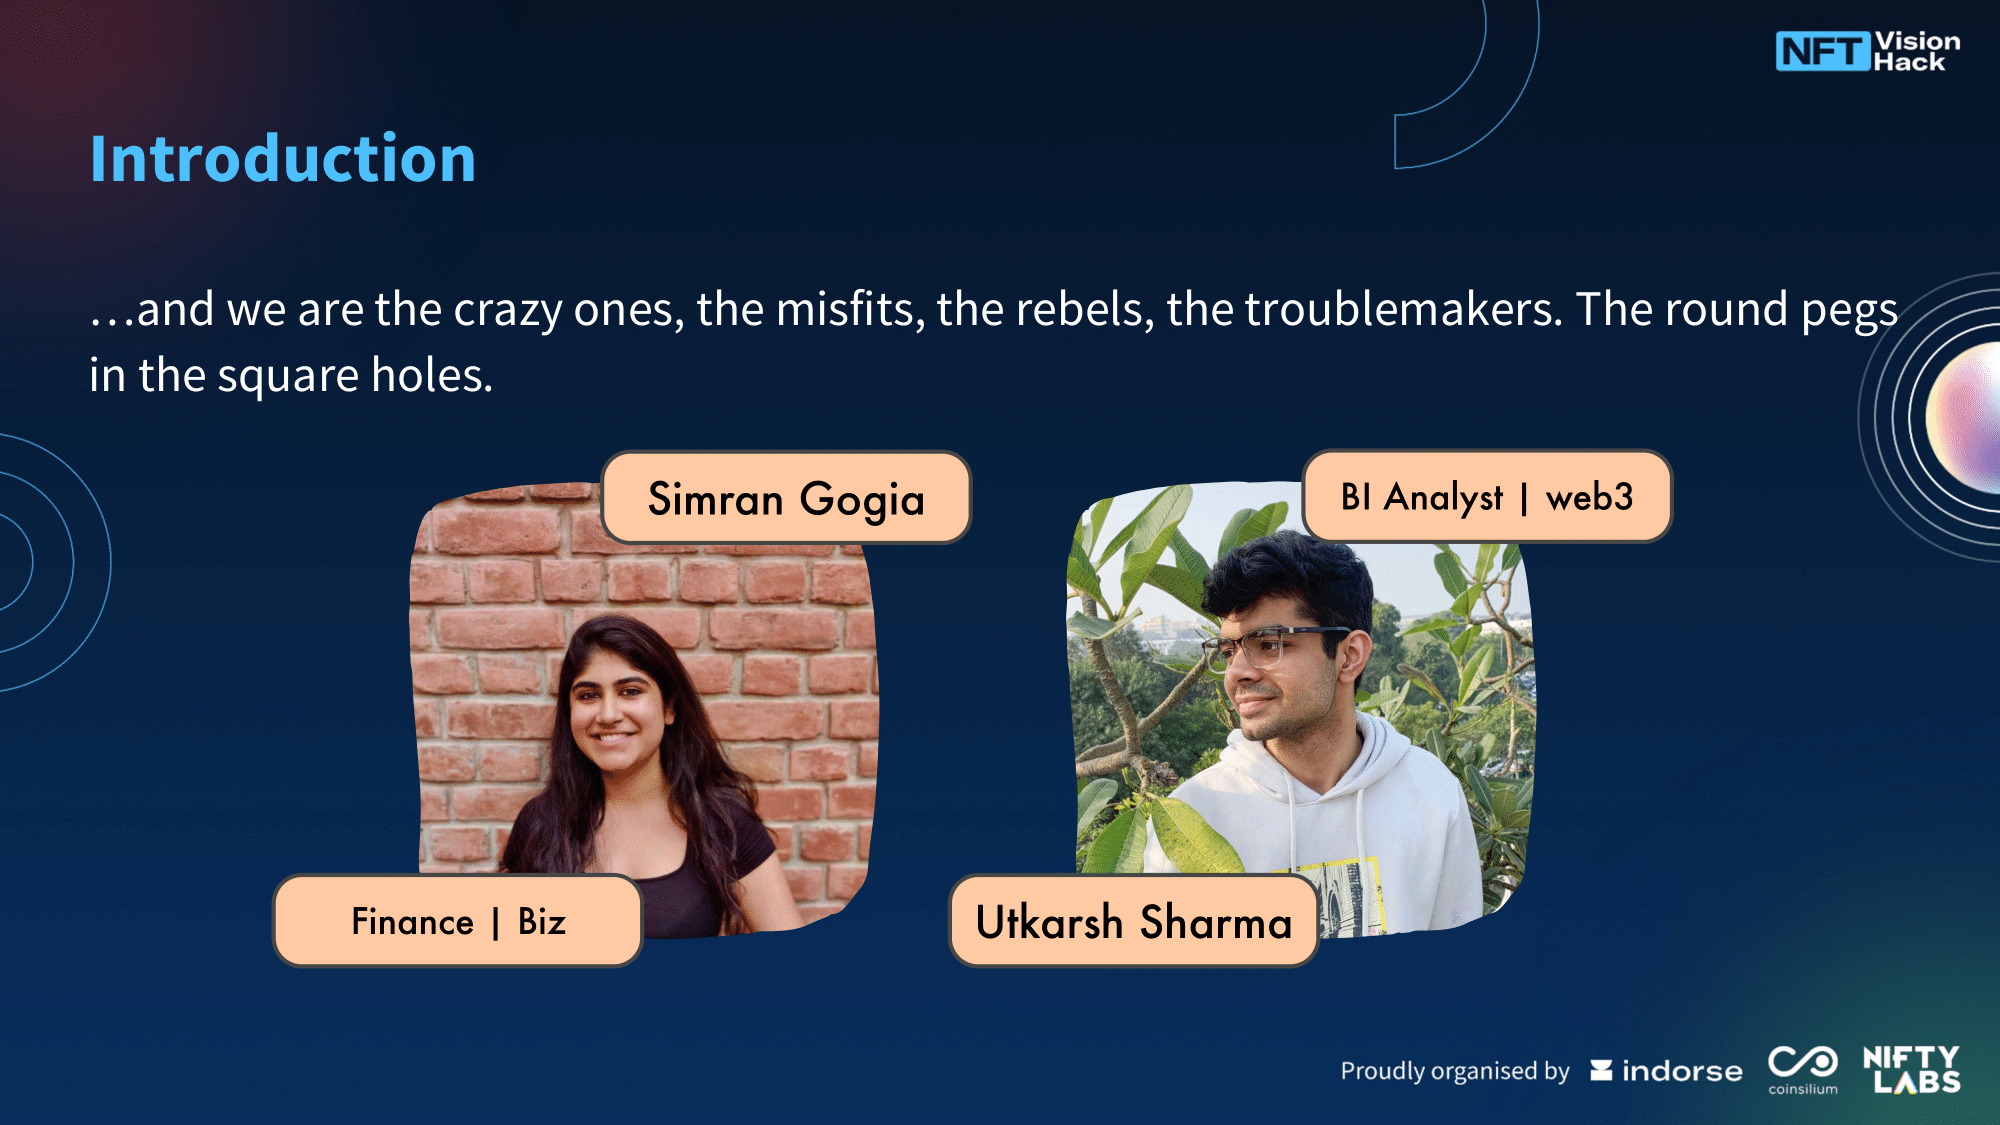 NFT Vision
Hack
Introduction
…and we are the crazy ones, the misfits, the rebels, the troublemakers. The round pegs
in the square holes.
Simran Gogia
BI Analyst | web3
Finance | Biz
Utkarsh Sharma
Proudly organised by indorse
coinsilium
NIFTY
LABS